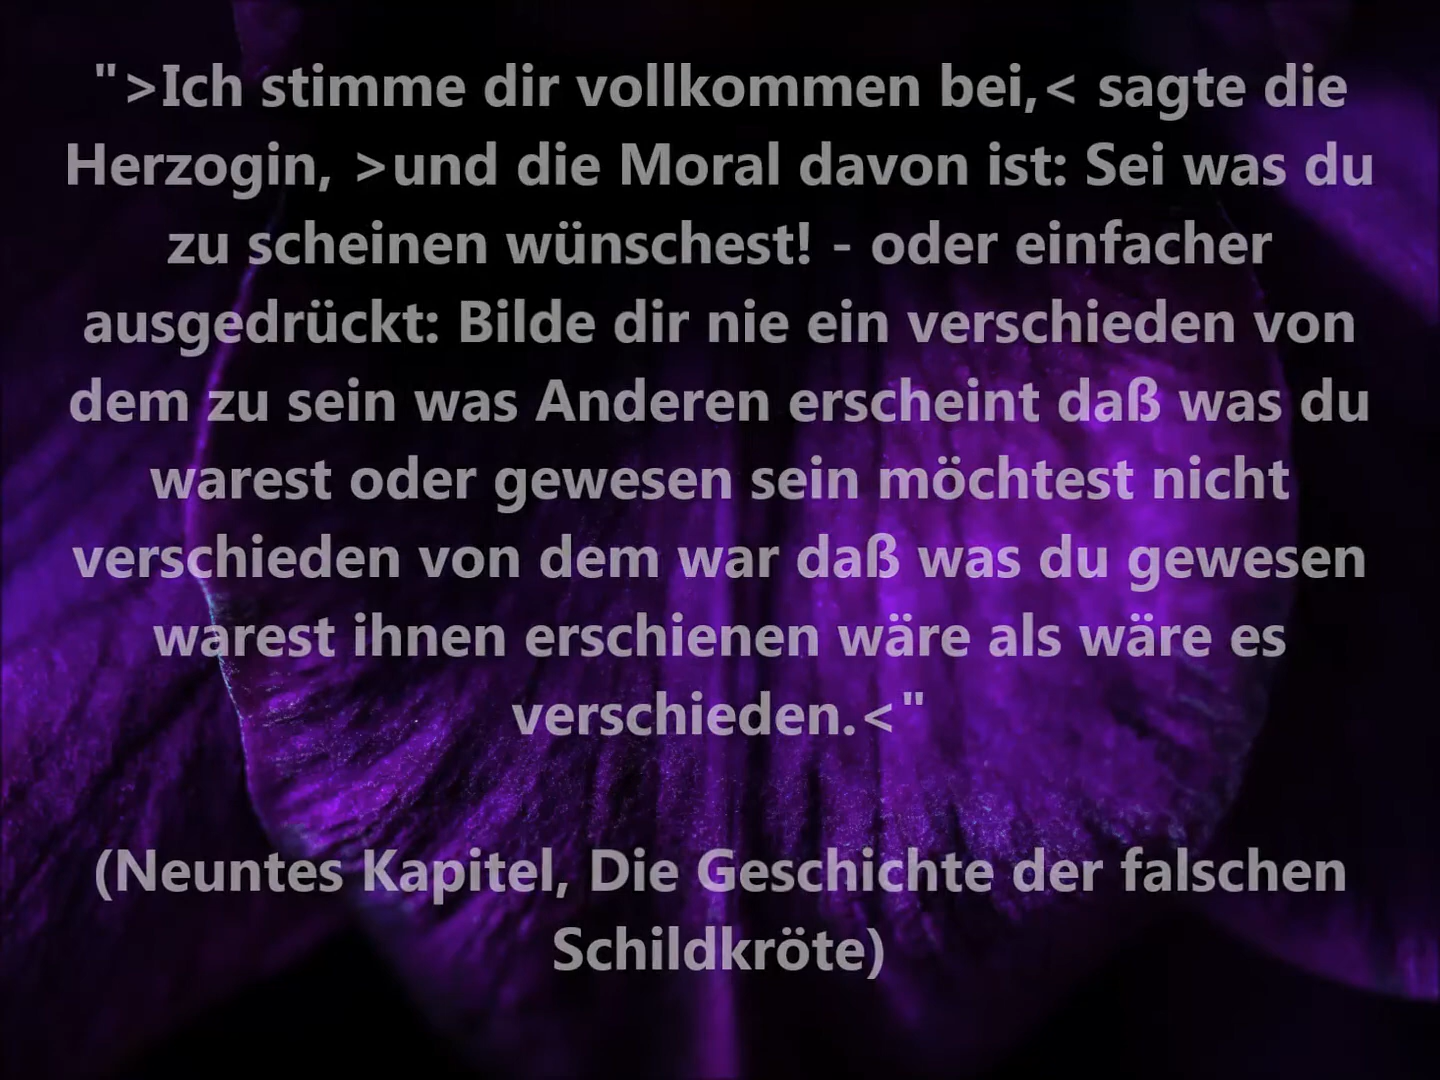 ">Ich stimme dir vollkommen bei,< sagte die
Herzogin, >und die Moral davon ist: Sei was du
zu scheinen wünschest! - oder einfacher
ausgedrückt: Bilde dir nie ein verschieden von
dem zu sein was Anderen erscheint daß was du
warest oder gewesen sein möchtest nicht
verschieden von dem war daß was du gewesen
warest ihnen erschienen wäre als wäre es
verschieden.<"
(Neuntes Kapitel, Die Geschichte der falschen
Schildkröte)